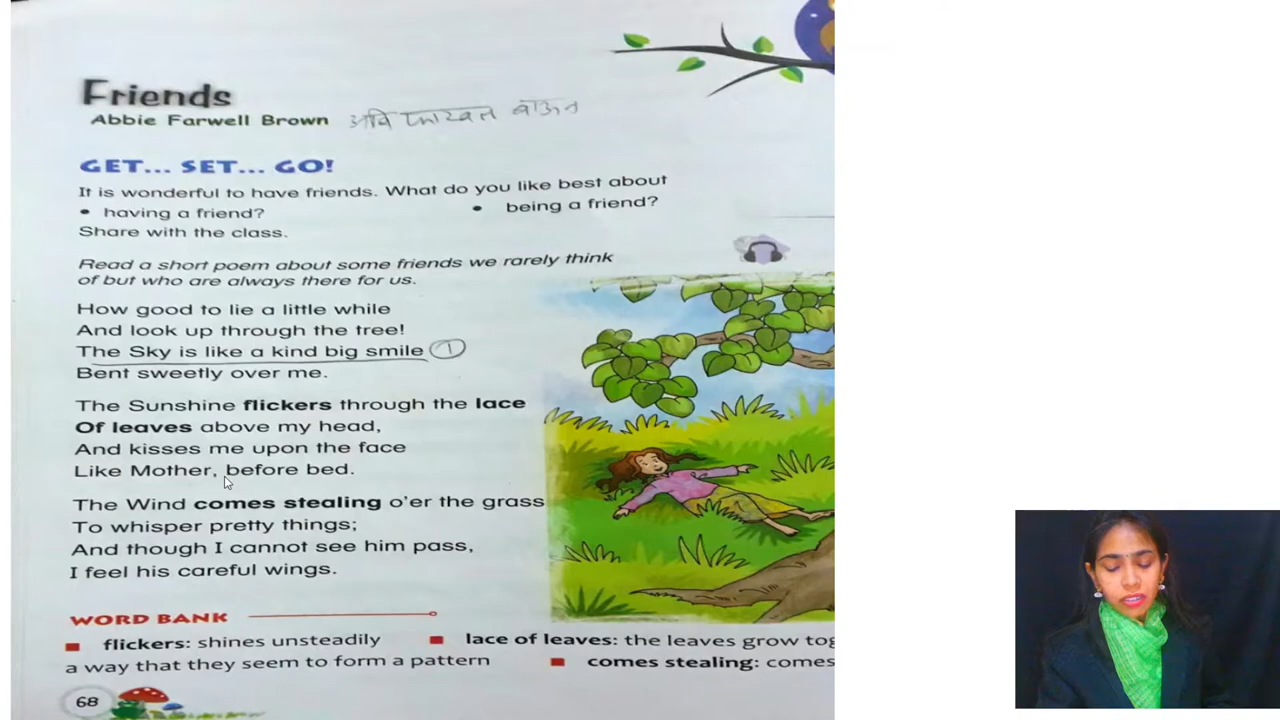 Friends
Abbie Farwell Brown
GET... SET... GO!
It is wonderful to have friends. What do you like best about
• having a friend? • being a friend?
Share with the class.
Read a short poem about some friends we rarely think
of but who are always there for us.
How good to lie a little while
And look up through the tree!
The Sky is like a kind big smile 1
Bent sweetly over me.
The Sunshine flickers through the lace
Of leaves above my head,
And kisses me upon the face
Like Mother, before bed.
The Wind comes stealing o'er the grass
To whisper pretty things;
And though I cannot see him pass,
I feel his careful wings.
WORD BANK
flickers: shines unsteadily lace of leaves: the leaves grow tog
a way that they seem to form a pattern comes stealing: comes
68